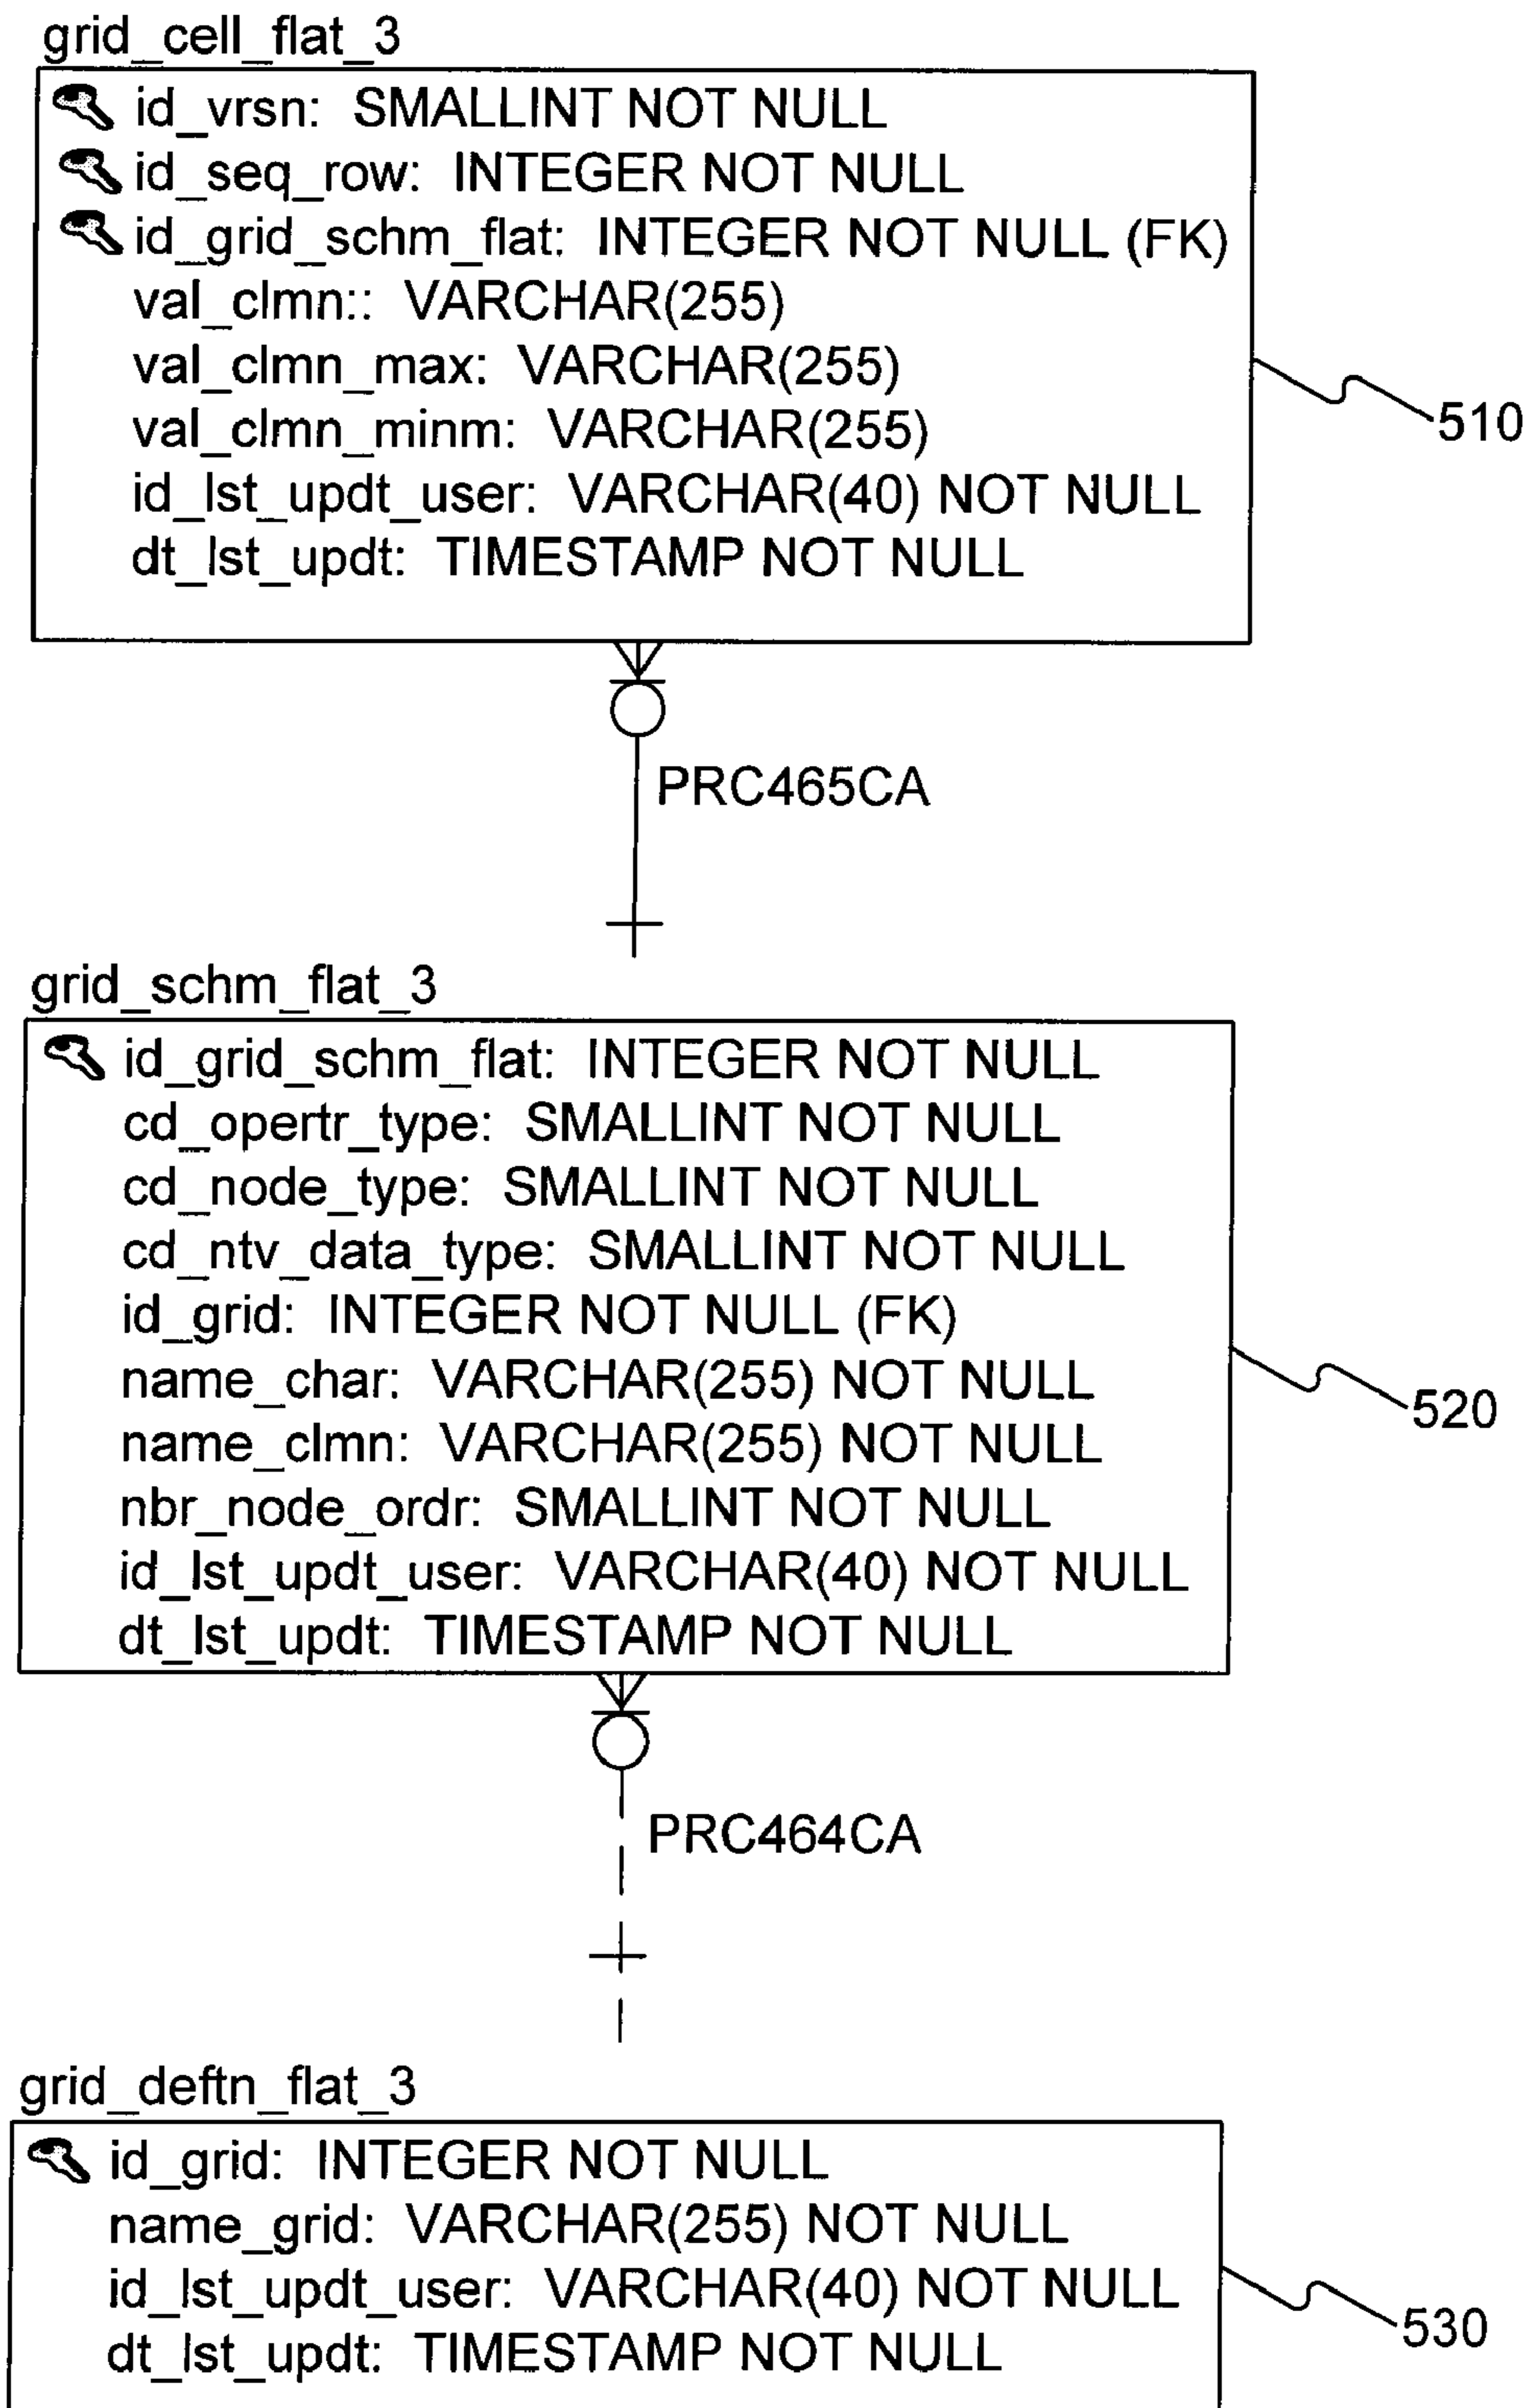 grid_cell_flat_3
id_vrsn: SMALLINT NOT NULL
id_seq_row: INTEGER NOT NULL
id_grid_schm_flat: INTEGER NOT NULL (FK)
val_clmn:: VARCHAR(255)
val_clmn_max: VARCHAR(255)
val_clmn_minm: VARCHAR(255)
id_lst_updt_user: VARCHAR(40) NOT NULL
dt_lst_updt: TIMESTAMP NOT NULL
510
PRC465CA
grid_schm_flat_3
id_grid_schm_flat: INTEGER NOT NULL
cd_opertr_type: SMALLINT NOT NULL
cd_node_type: SMALLINT NOT NULL
cd_ntv_data_type: SMALLINT NOT NULL
id_grid: INTEGER NOT NULL (FK)
name_char: VARCHAR(255) NOT NULL
name_clmn: VARCHAR(255) NOT NULL
nbr_node_ordr: SMALLINT NOT NULL
id_lst_updt_user: VARCHAR(40) NOT NULL
dt_lst_updt: TIMESTAMP NOT NULL
520
PRC464CA
grid_deftn_flat_3
id_grid: INTEGER NOT NULL
name_grid: VARCHAR(255) NOT NULL
id_lst_updt_user: VARCHAR(40) NOT NULL
dt_lst_updt: TIMESTAMP NOT NULL
530